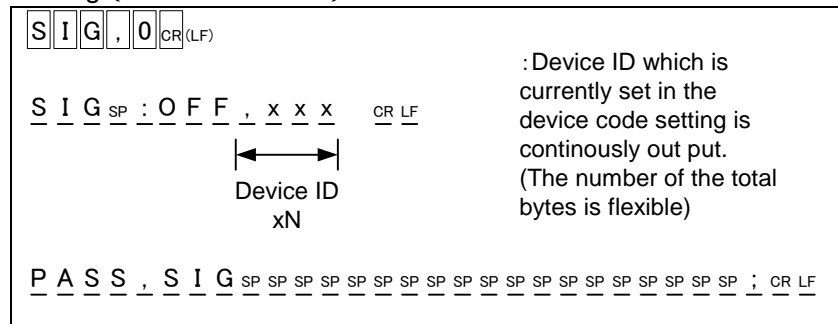 SIG,0CR(LF)
SIGSP:OFF,xxx CR LF
Device ID
xN
:Device ID which is
currently set in the
device code setting is
continously out put.
(The number of the total
bytes is flexible)
PASS,SIG SP SP SP SP SP SP SP SP SP SP SP SP SP SP SP SP SP SP SP ; CR LF